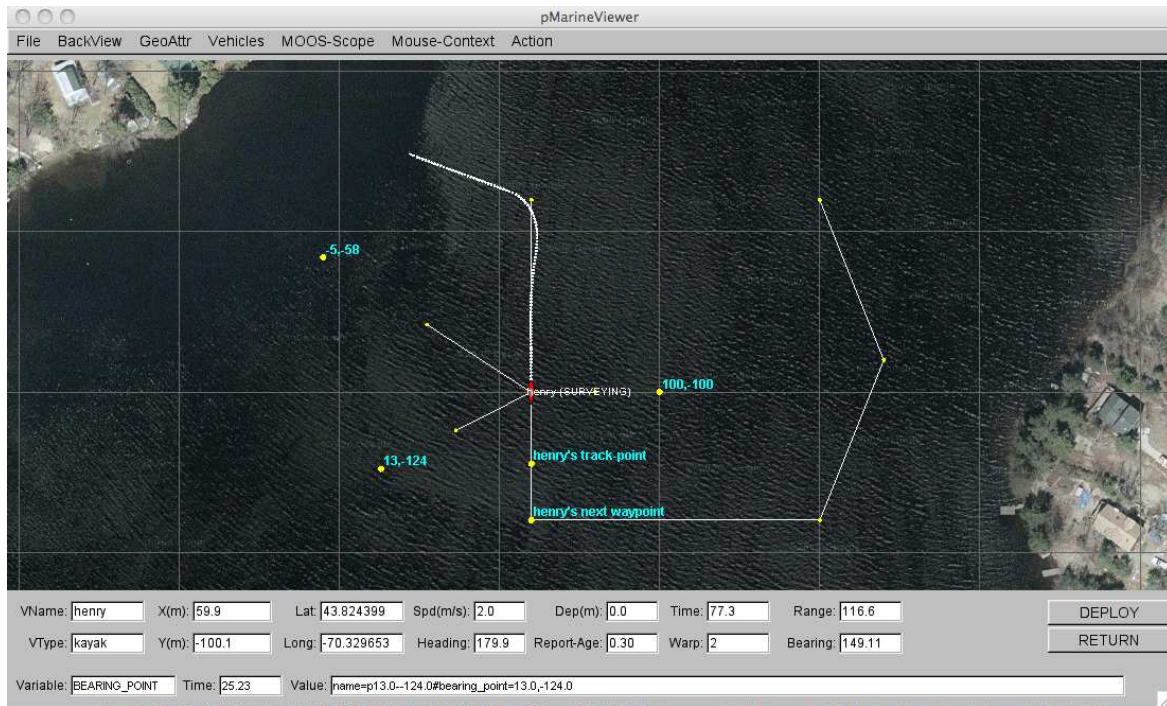 pMarineViewer
File BackView GeoAttr Vehicles MOOS-Scope Mouse-Context Action
-5,-58
henry (SURVEYING)
100,-100
13,-124
henry's track-point
henry's next waypoint
VName: henry X(m): 59.9 Lat: 43.824399 Spd(m/s): 2.0 Dep(m): 0.0 Time: 77.3 Range: 116.6 DEPLOY
VType: kayak Y(m): -100.1 Long: -70.329653 Heading: 179.9 Report-Age: 0.30 Warp: 2 Bearing: 149.11 RETURN
Variable: BEARING_POINT Time: 25.23 Value: name=p13.0--124.0#bearing_point=13.0,-124.0